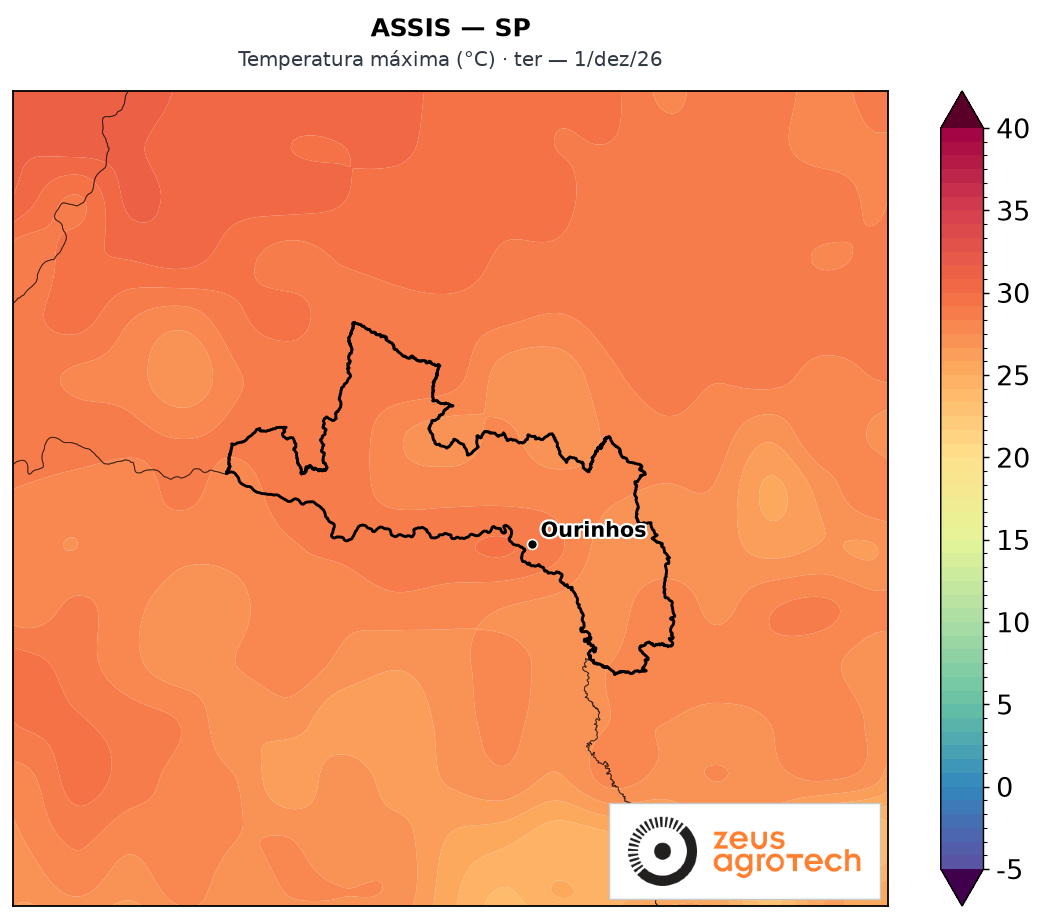 ASSIS — SP
Temperatura máxima (°C) · ter — 1/dez/26
40
35
30
25
20
15
10
5
0
-5
Ourinhos
zeus
agrotech